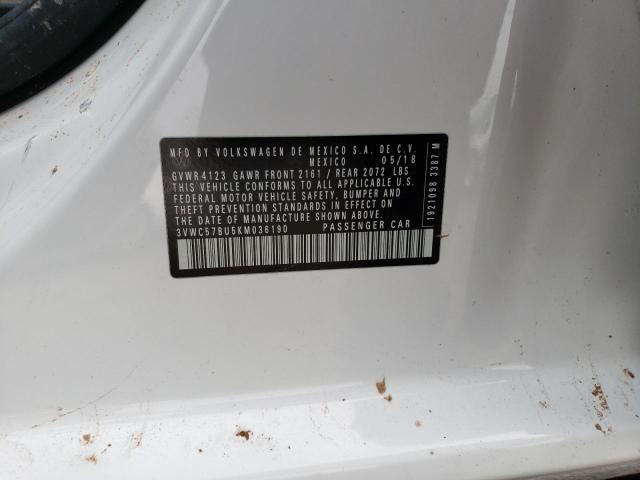 MFD BY VOLKSWAGEN DE MEXICO S.A. DE C.V.
MEXICO 05/18
GVWR 4123 GAWR FRONT 2161 / REAR 2072 LBS
THIS VEHICLE CONFORMS TO ALL APPLICABLE U.S.
FEDERAL MOTOR VEHICLE SAFETY, BUMPER AND
THEFT PREVENTION STANDARDS IN EFFECT ON THE
DATE OF MANUFACTURE SHOWN ABOVE.
3VWC57BU5KM036190 PASSENGER CAR
1921098 3387 M